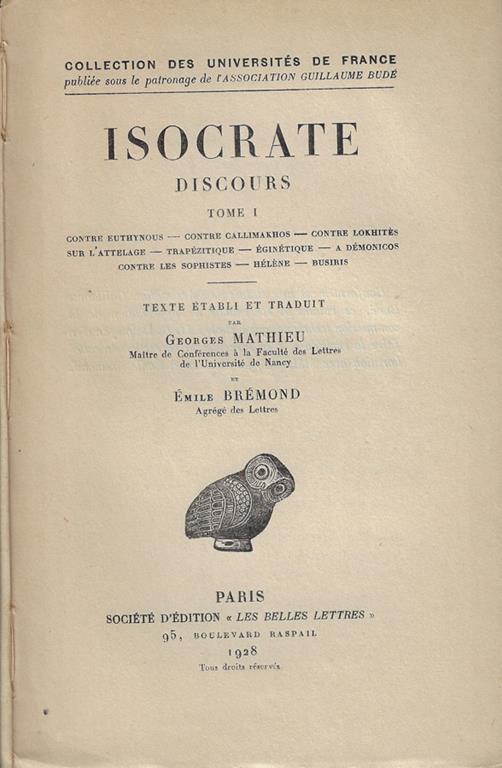 COLLECTION DES UNIVERSITÉS DE FRANCE
publiée sous le patronage de l'ASSOCIATION GUILLAUME BUDÉ
ISOCRATE
DISCOURS
TOME I
CONTRE EUTHYNOUS — CONTRE CALLIMAKHOS — CONTRE LOKHITÈS
SUR L'ATTELAGE — TRAPÉZITIQUE — ÉGINÉTIQUE — A DÉMONICOS
CONTRE LES SOPHISTES — HÉLÈNE — BUSIRIS
TEXTE ÉTABLI ET TRADUIT
PAR
GEORGES MATHIEU
Maître de Conférences à la Faculté des Lettres
de l'Université de Nancy
ET
ÉMILE BRÉMOND
Agrégé des Lettres
PARIS
SOCIÉTÉ D'ÉDITION « LES BELLES LETTRES »
95, BOULEVARD RASPAIL
1928
Tous droits réservés.